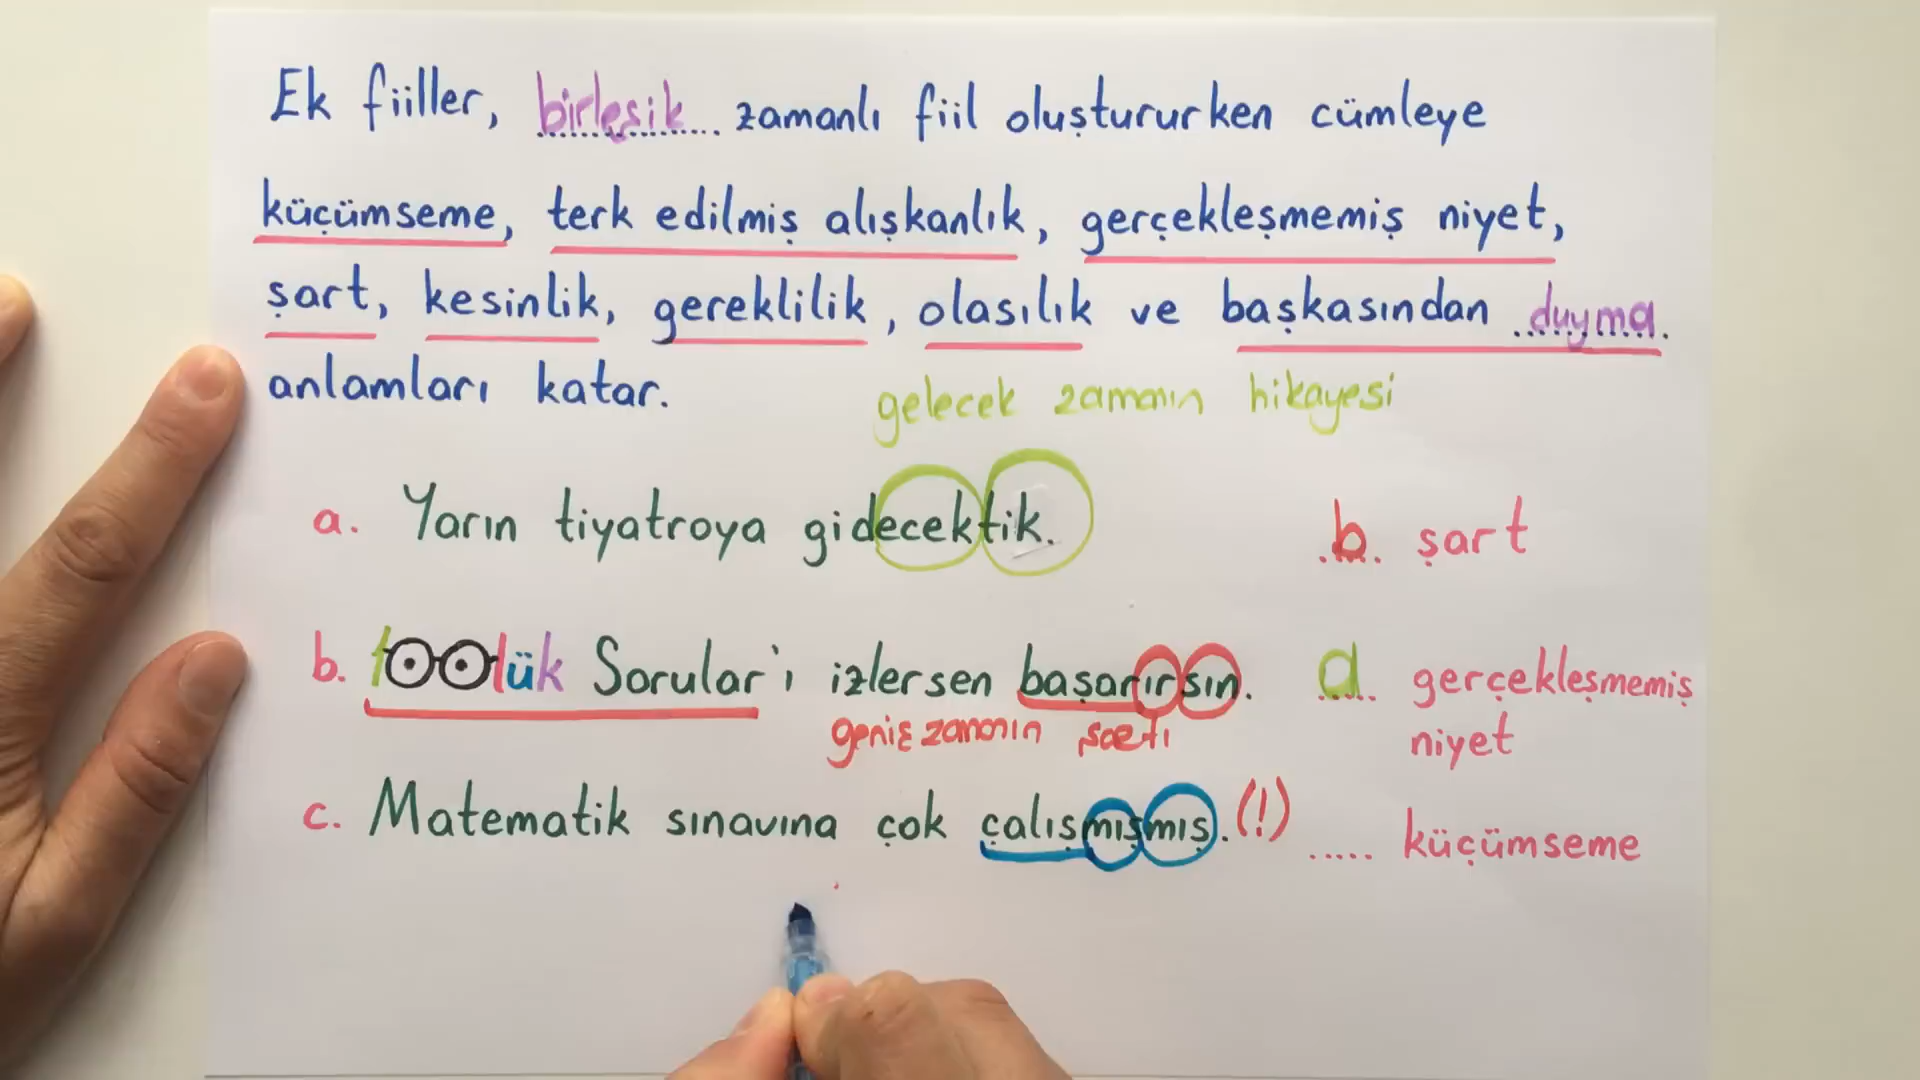 Ek fiiller, birleşik zamanlı fiil oluştururken cümleye
küçümseme, terk edilmiş alışkanlık, gerçekleşmemiş niyet,
şart, kesinlik, gereklilik, olasılık ve başkasından duyma
anlamları katar.
gelecek zamanın hikayesi
a. Yarın tiyatroya gidecektik.
b. şart
b. looolük Sorular'ı izlersen başarırsın.
geniş zamanın şartı
d. gerçekleşmemiş
niyet
c. Matematik sınavına çok çalışmışmış. (!)
..... küçümseme